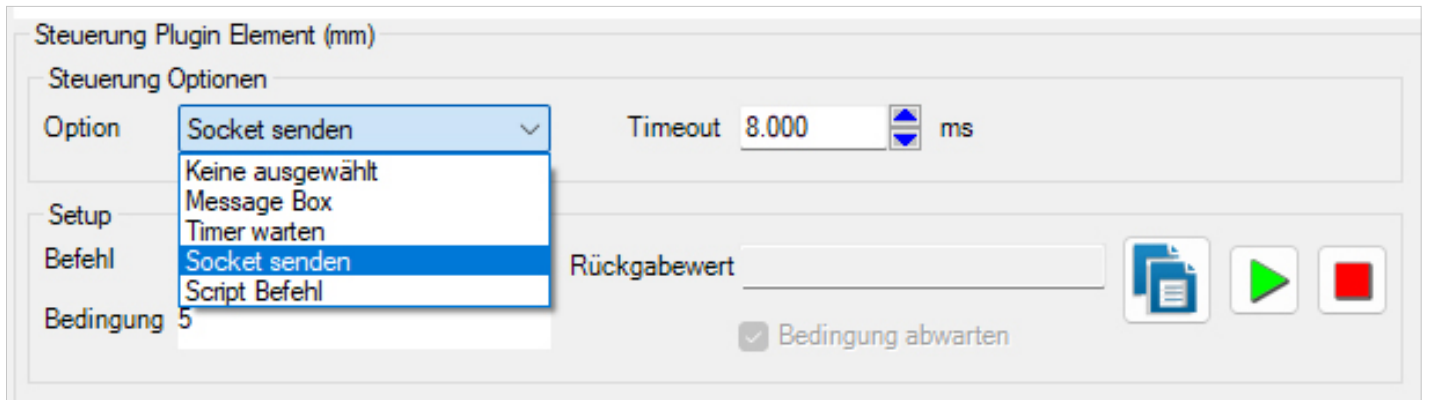 Steuerung Plugin Element (mm)
Steuerung Optionen
Option Socket senden Timeout 8.000 ms
Keine ausgewählt
Message Box
Timer warten
Socket senden
Script Befehl
Setup
Befehl Rückgabewert
Bedingung 5
Bedingung abwarten